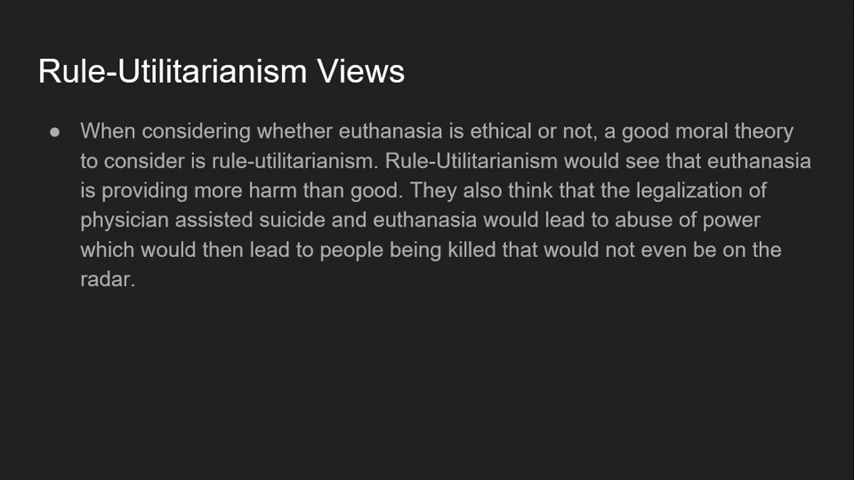 Rule-Utilitarianism Views
● When considering whether euthanasia is ethical or not, a good moral theory
to consider is rule-utilitarianism. Rule-Utilitarianism would see that euthanasia
is providing more harm than good. They also think that the legalization of
physician assisted suicide and euthanasia would lead to abuse of power
which would then lead to people being killed that would not even be on the
radar.